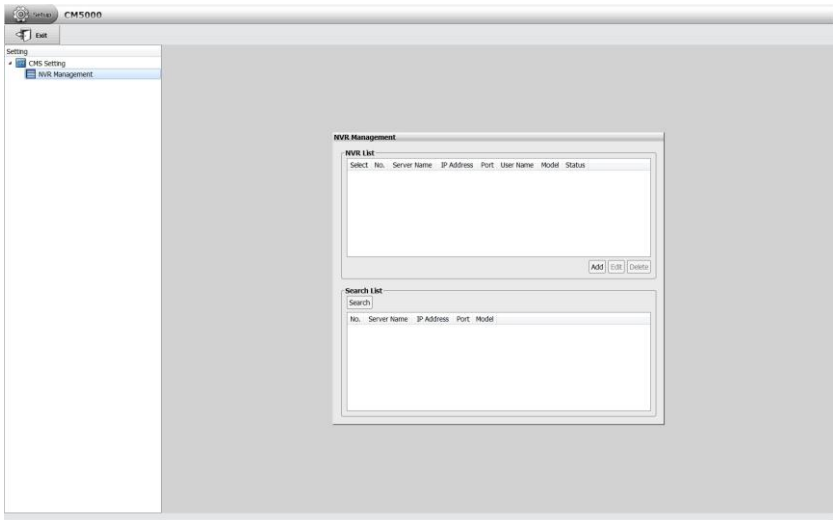 Setup CM5000
Exit
Setting
CMS Setting
NVR Management
NVR Management
NVR List
Select No. Server Name IP Address Port User Name Model Status
Add Edit Delete
Search List
Search
No. Server Name IP Address Port Model